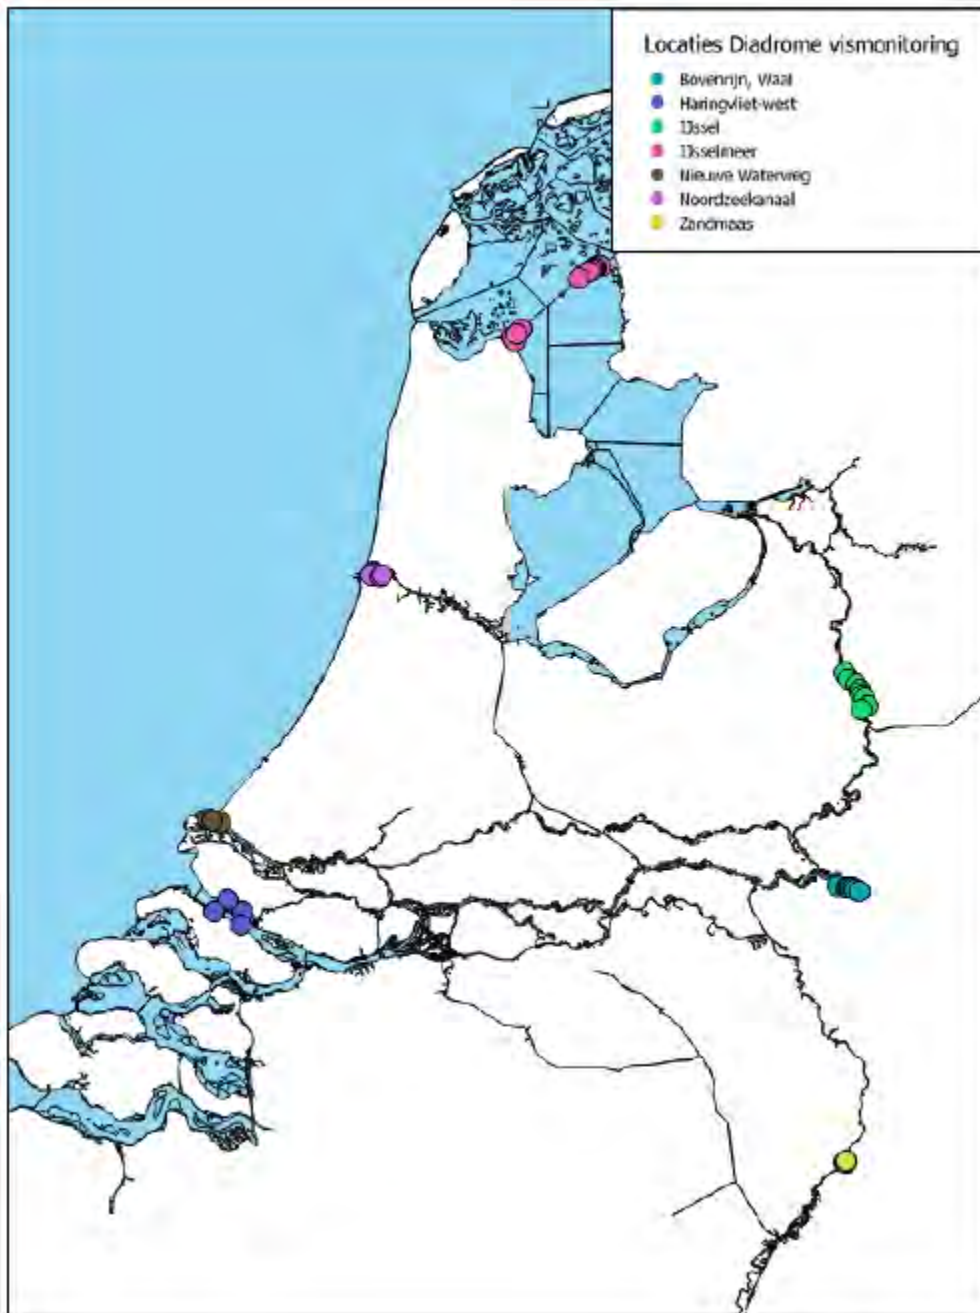 Locaties Diadrome vismonitoring
Bovenrijn, Waal
Haringvliet-west
IJssel
IJsselmeer
Nieuwe Waterweg
Noordzeekanaal
Zandmaas